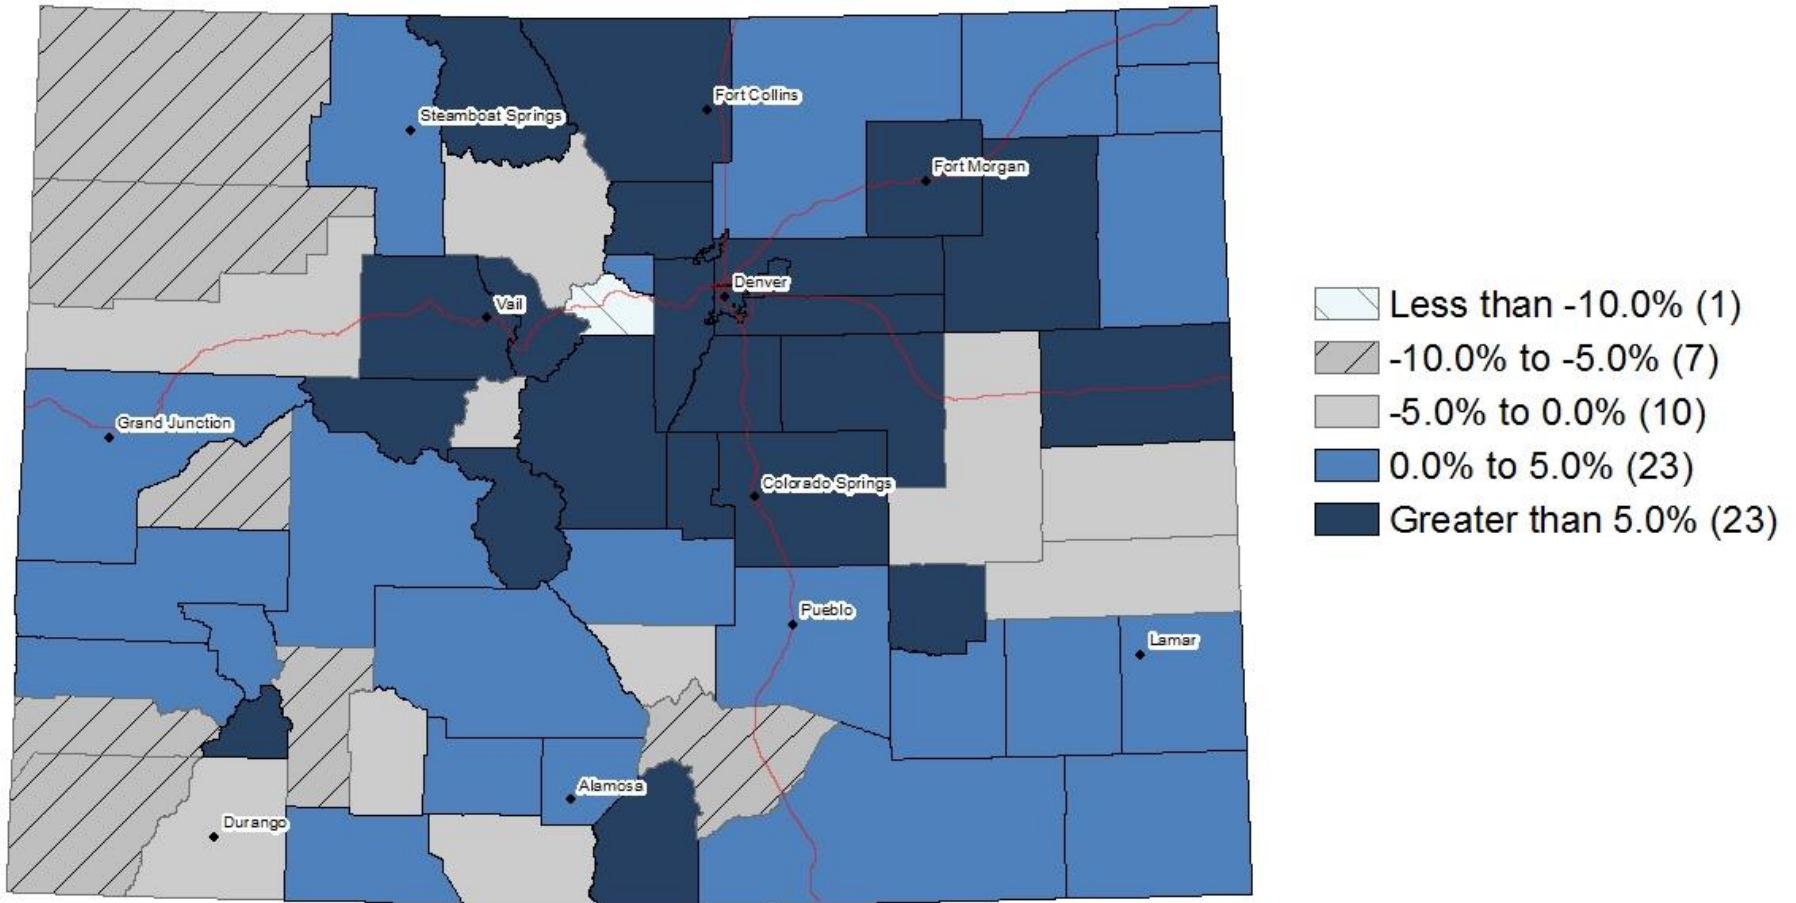 Fort Collins
Steamboat Springs
Fort Morgan
Denver
Vail
Grand Junction
Colorado Springs
Pueblo
Lamar
Alamosa
Durango
Less than -10.0% (1)
-10.0% to -5.0% (7)
-5.0% to 0.0% (10)
0.0% to 5.0% (23)
Greater than 5.0% (23)